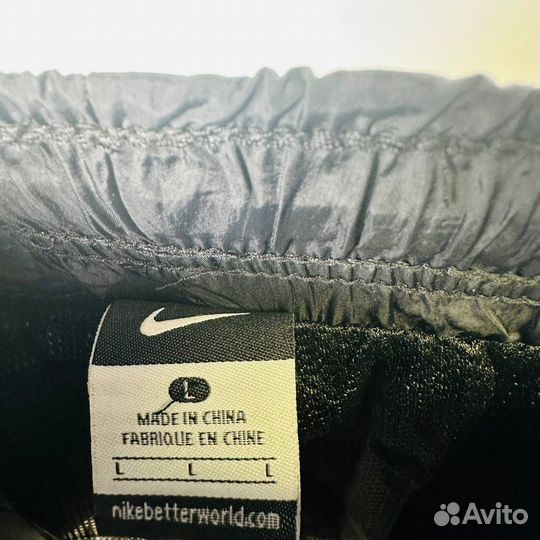 L
MADE IN CHINA
FABRIQUE EN CHINE
L L L
nikebetterworld.com
Avito